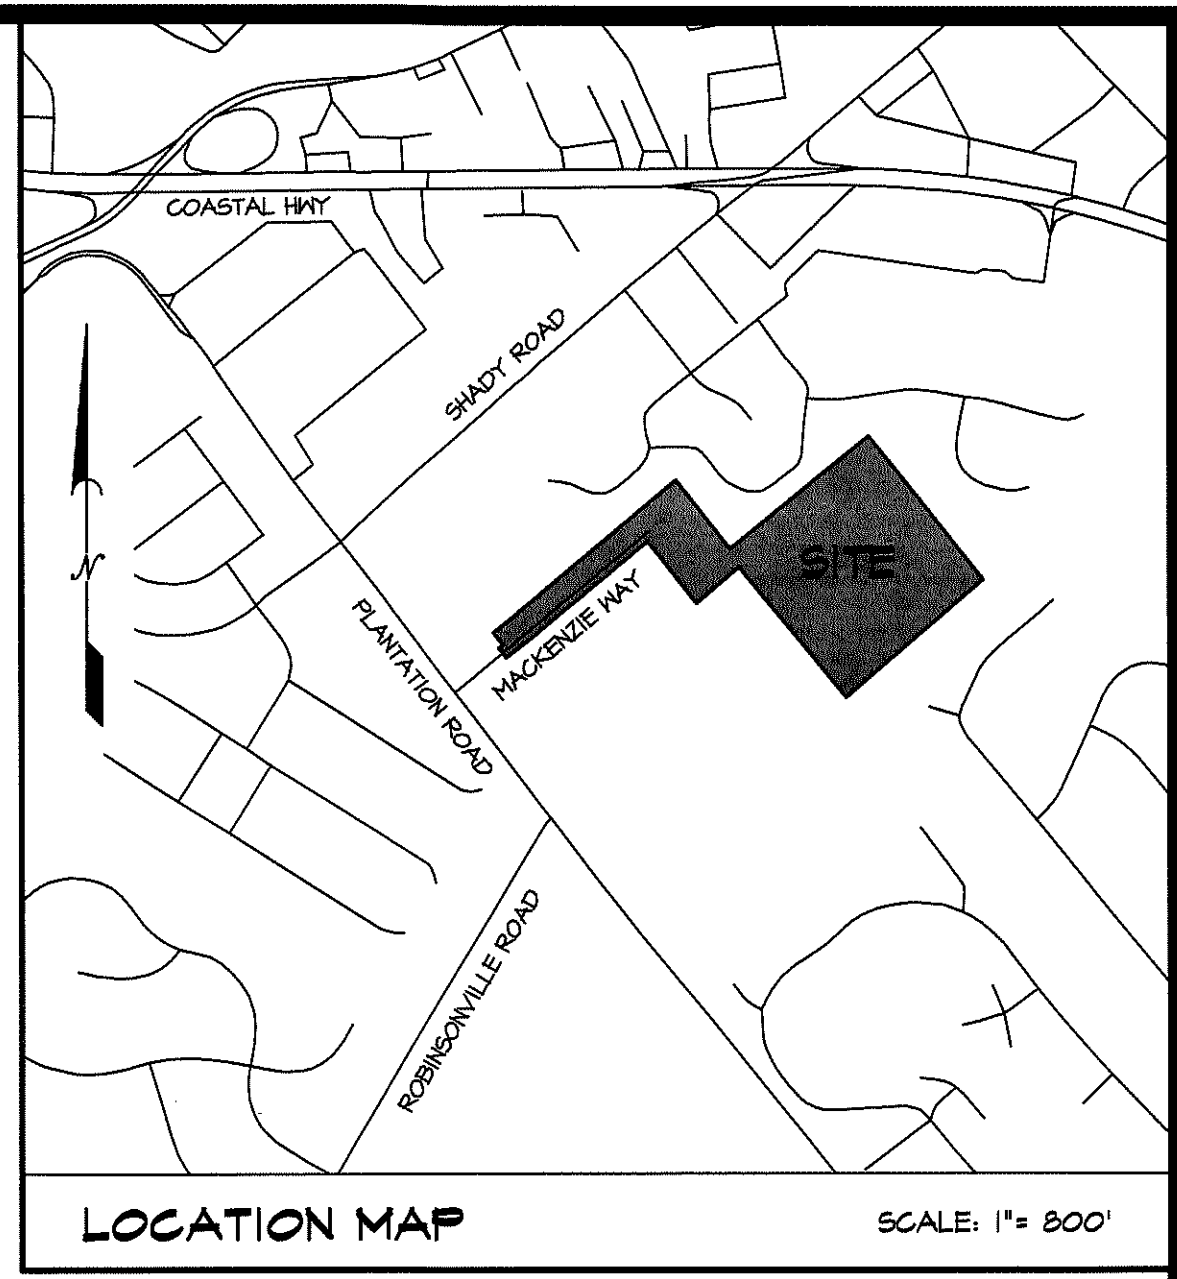 COASTAL HWY
SHADY ROAD
SITE
N
MACKENZIE WAY
PLANTATION ROAD
ROBINSONVILLE ROAD
LOCATION MAP
SCALE: 1"= 800'